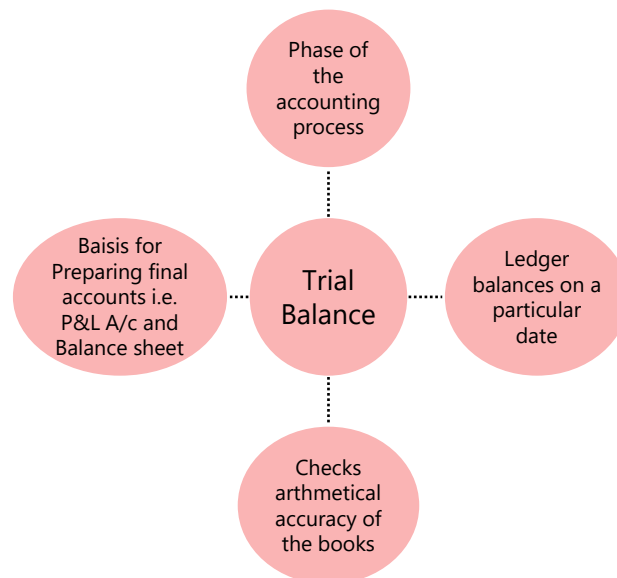 Phase of
the
accounting
process
Baisis for
Preparing final
accounts i.e.
P&L A/c and
Balance sheet
Trial
Balance
Ledger
balances on a
particular
date
Checks
arthmetical
accuracy of
the books